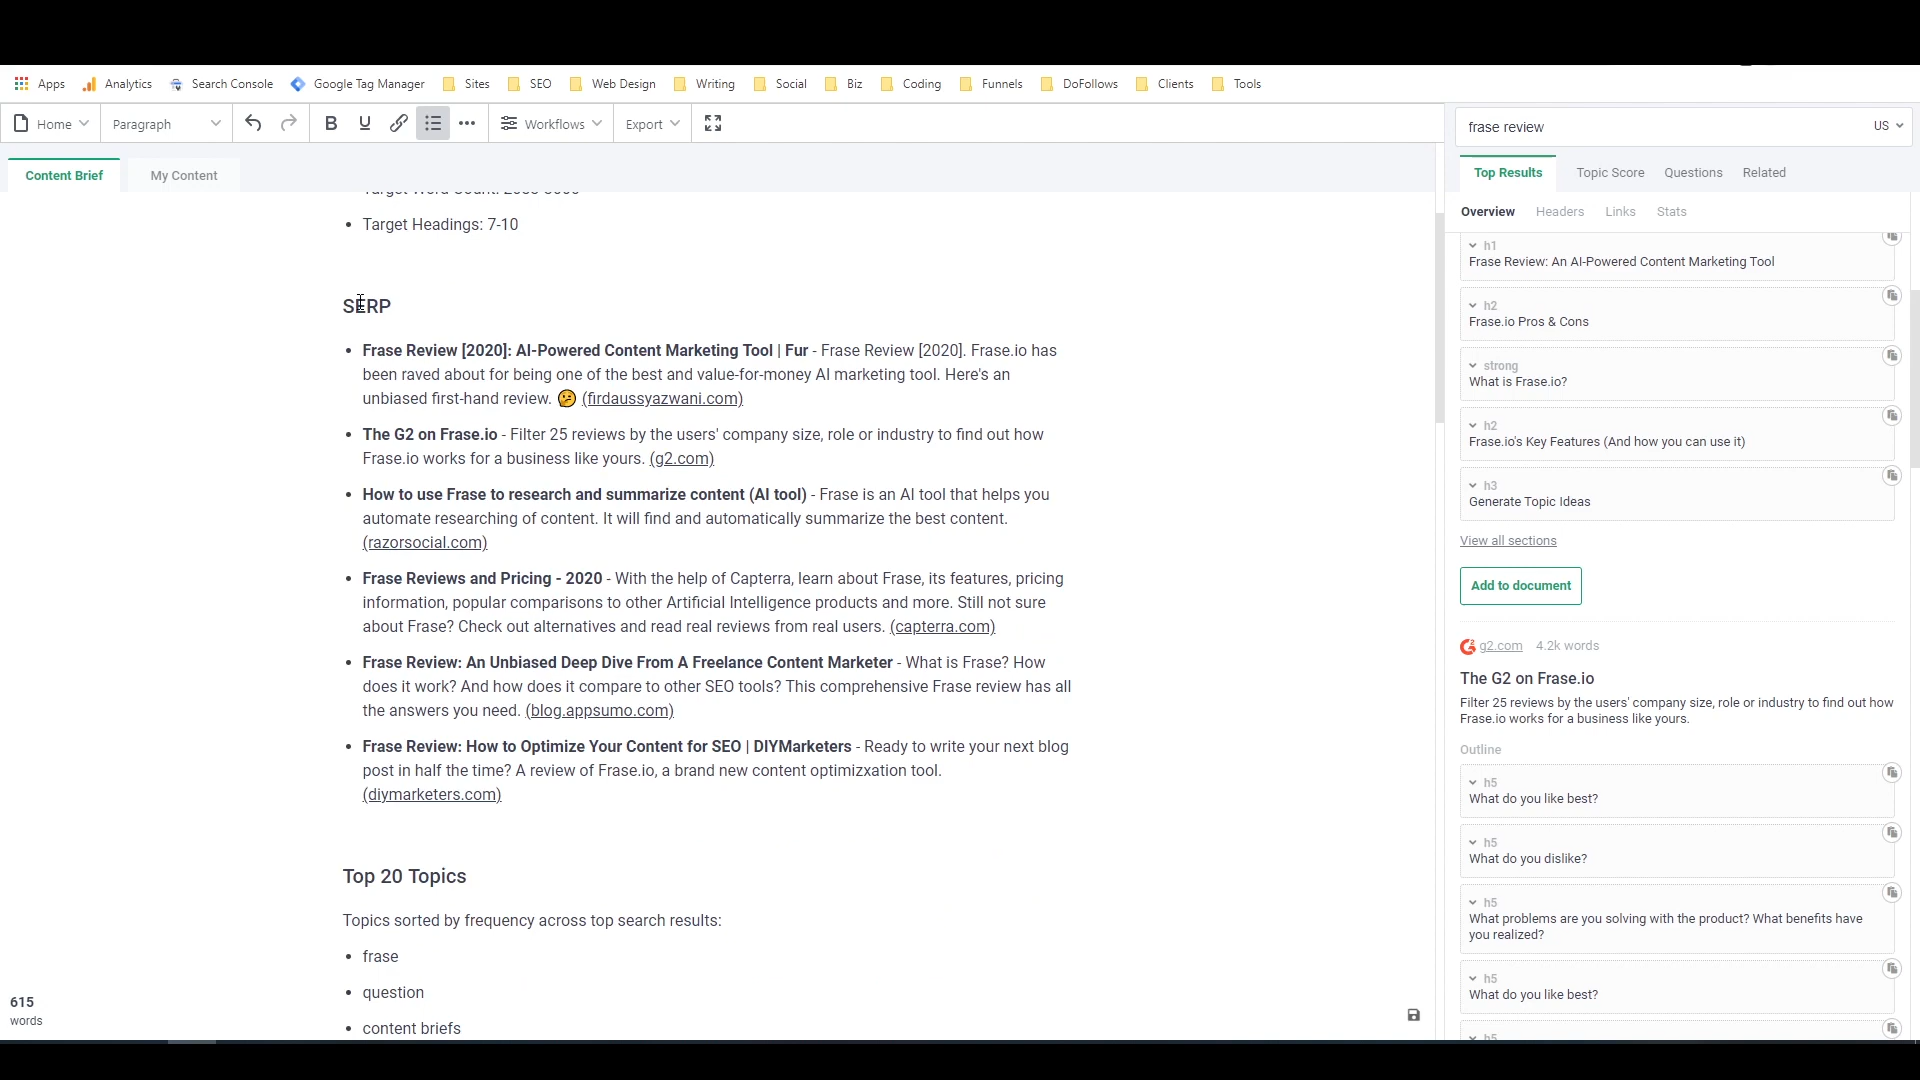 Apps Analytics Search Console Google Tag Manager Sites SEO Web Design Writing Social Biz Coding Funnels DoFollows Clients Tools
Home Paragraph B U Workflows Export
frase review US
Content Brief My Content
Top Results Topic Score Questions Related
Overview Headers Links Stats
• Target Headings: 7-10
SERP
• Frase Review [2020]: AI-Powered Content Marketing Tool | Fur - Frase Review [2020]. Frase.io has
been raved about for being one of the best and value-for-money AI marketing tool. Here's an
unbiased first-hand review. 🤔 (firdaussyazwani.com)
• The G2 on Frase.io - Filter 25 reviews by the users' company size, role or industry to find out how
Frase.io works for a business like yours. (g2.com)
• How to use Frase to research and summarize content (AI tool) - Frase is an AI tool that helps you
automate researching of content. It will find and automatically summarize the best content.
(razorsocial.com)
• Frase Reviews and Pricing - 2020 - With the help of Capterra, learn about Frase, its features, pricing
information, popular comparisons to other Artificial Intelligence products and more. Still not sure
about Frase? Check out alternatives and read real reviews from real users. (capterra.com)
• Frase Review: An Unbiased Deep Dive From A Freelance Content Marketer - What is Frase? How
does it work? And how does it compare to other SEO tools? This comprehensive Frase review has all
the answers you need. (blog.appsumo.com)
• Frase Review: How to Optimize Your Content for SEO | DIYMarketers - Ready to write your next blog
post in half the time? A review of Frase.io, a brand new content optimizxation tool.
(diymarketers.com)
Top 20 Topics
Topics sorted by frequency across top search results:
• frase
• question
• content briefs
615
words
h1
Frase Review: An AI-Powered Content Marketing Tool
h2
Frase.io Pros & Cons
strong
What is Frase.io?
h2
Frase.io's Key Features (And how you can use it)
h3
Generate Topic Ideas
View all sections
Add to document
g2.com 4.2k words
The G2 on Frase.io
Filter 25 reviews by the users' company size, role or industry to find out how
Frase.io works for a business like yours.
Outline
h5
What do you like best?
h5
What do you dislike?
h5
What problems are you solving with the product? What benefits have
you realized?
h5
What do you like best?
h5